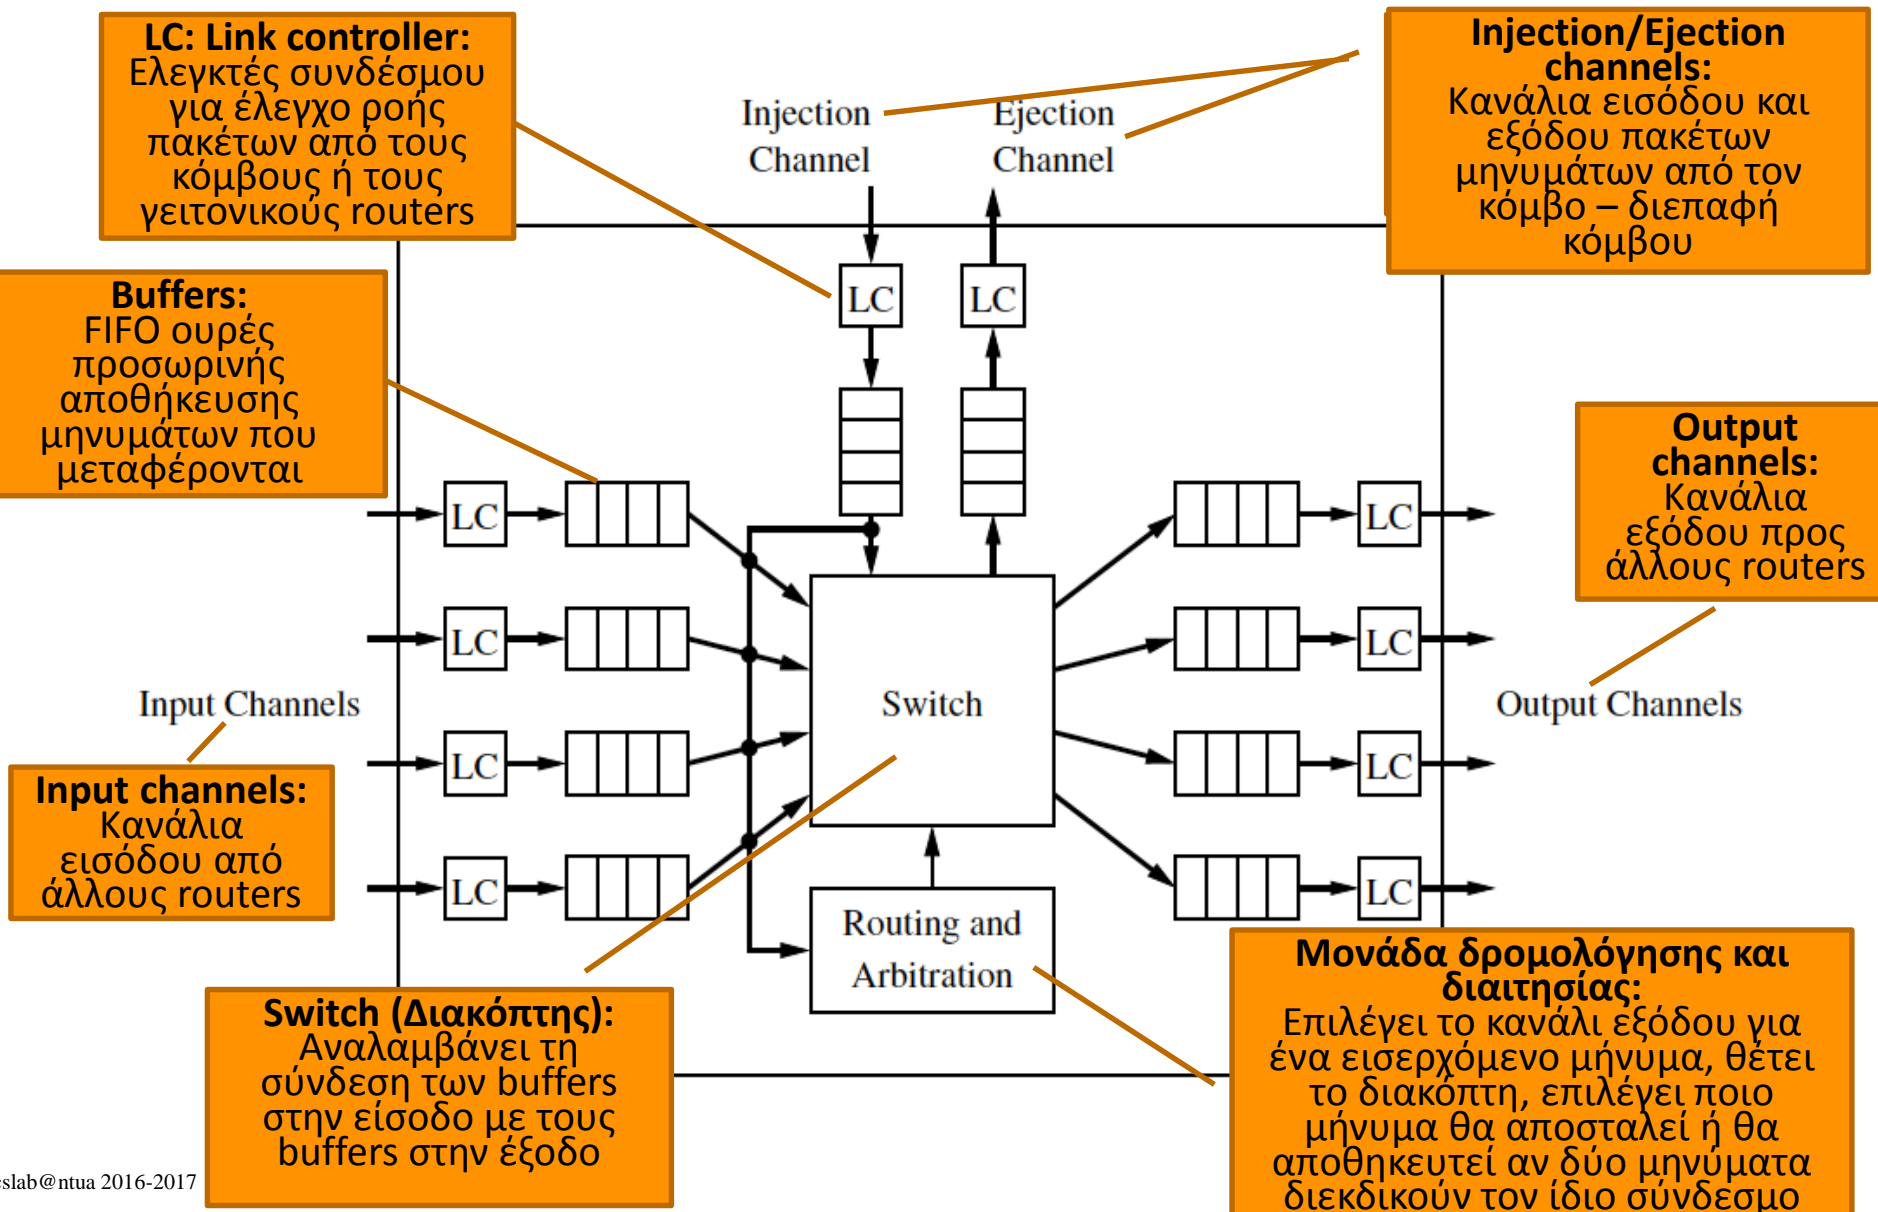 LC: Link controller:
Ελεγκτές συνδέσμου
για έλεγχο ροής
πακέτων από τους
κόμβους ή τους
γειτονικούς routers
Injection
Channel
Ejection
Channel
Injection/Ejection
channels:
Κανάλια εισόδου και
εξόδου πακέτων
μηνυμάτων από τον
κόμβο – διεπαφή
κόμβου
Buffers:
FIFO ουρές
προσωρινής
αποθήκευσης
μηνυμάτων που
μεταφέρονται
LC
LC
Output
channels:
Κανάλια
εξόδου προς
άλλους routers
LC
LC
LC
LC
Input Channels
Switch
Output Channels
LC
LC
Input channels:
Κανάλια
εισόδου από
άλλους routers
LC
LC
Routing and
Arbitration
Switch (Διακόπτης):
Αναλαμβάνει τη
σύνδεση των buffers
στην είσοδο με τους
buffers στην έξοδο
Μονάδα δρομολόγησης και
διαιτησίας:
Επιλέγει το κανάλι εξόδου για
ένα εισερχόμενο μήνυμα, θέτει
το διακόπτη, επιλέγει ποιο
μήνυμα θα αποσταλεί ή θα
αποθηκευτεί αν δύο μηνύματα
διεκδικούν τον ίδιο σύνδεσμο
cslab@ntua 2016-2017